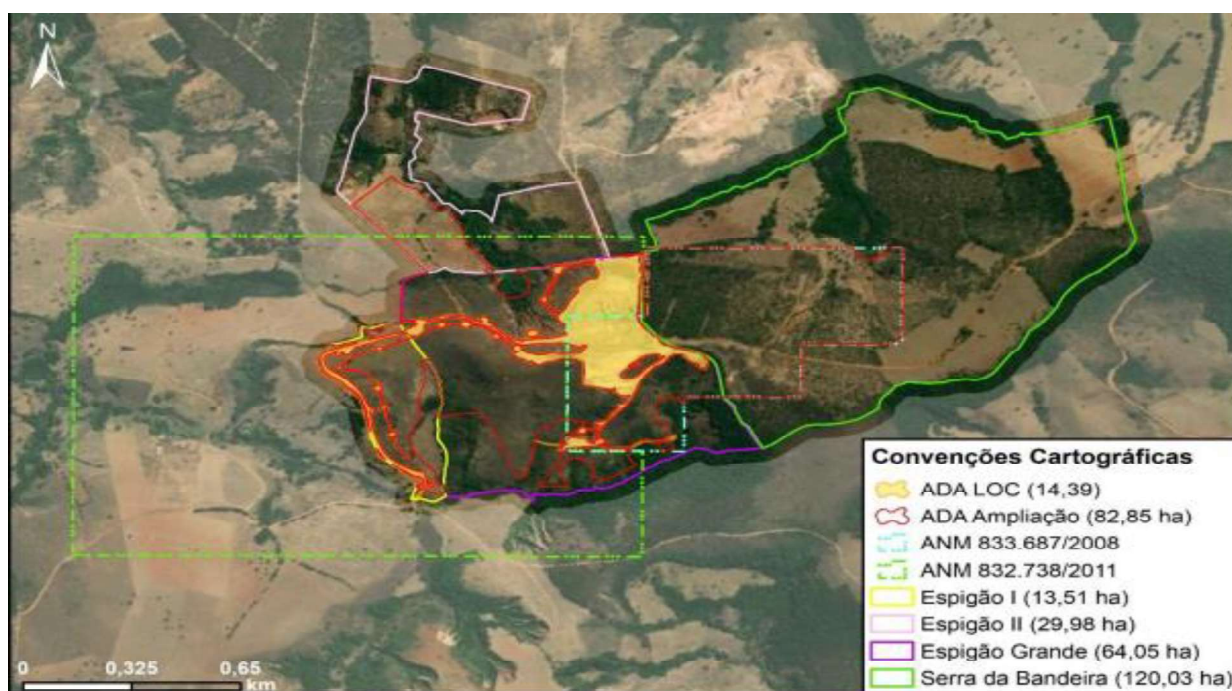 N
Convenções Cartográficas
ADA LOC (14,39)
ADA Ampliação (82,85 ha)
ANM 833.687/2008
ANM 832.738/2011
Espigão I (13,51 ha)
Espigão II (29,98 ha)
Espigão Grande (64,05 ha)
Serra da Bandeira (120,03 ha)
0 0,325 0,65
km